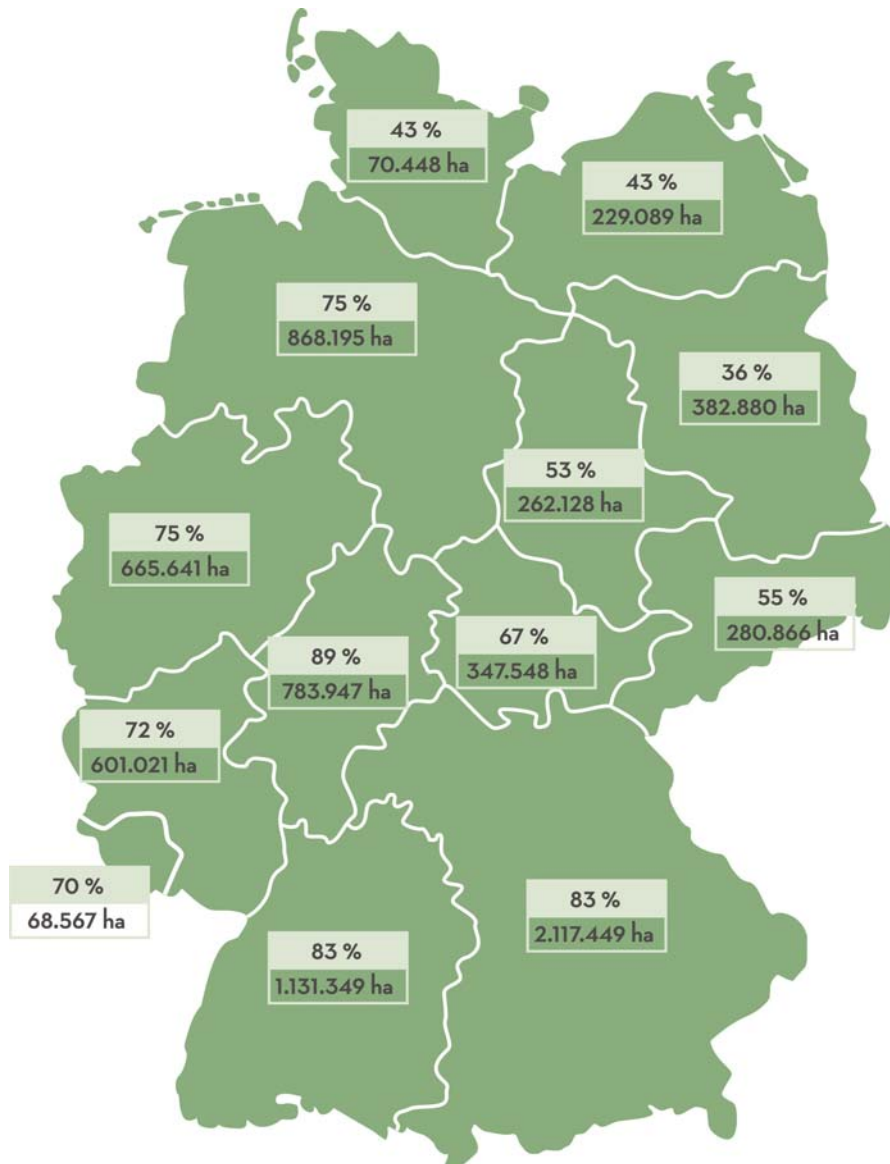 43 %
70.448 ha
43 %
229.089 ha
75 %
868.195 ha
36 %
382.880 ha
53 %
262.128 ha
75 %
665.641 ha
55 %
280.866 ha
67 %
347.548 ha
89 %
783.947 ha
72 %
601.021 ha
70 %
68.567 ha
83 %
2.117.449 ha
83 %
1.131.349 ha